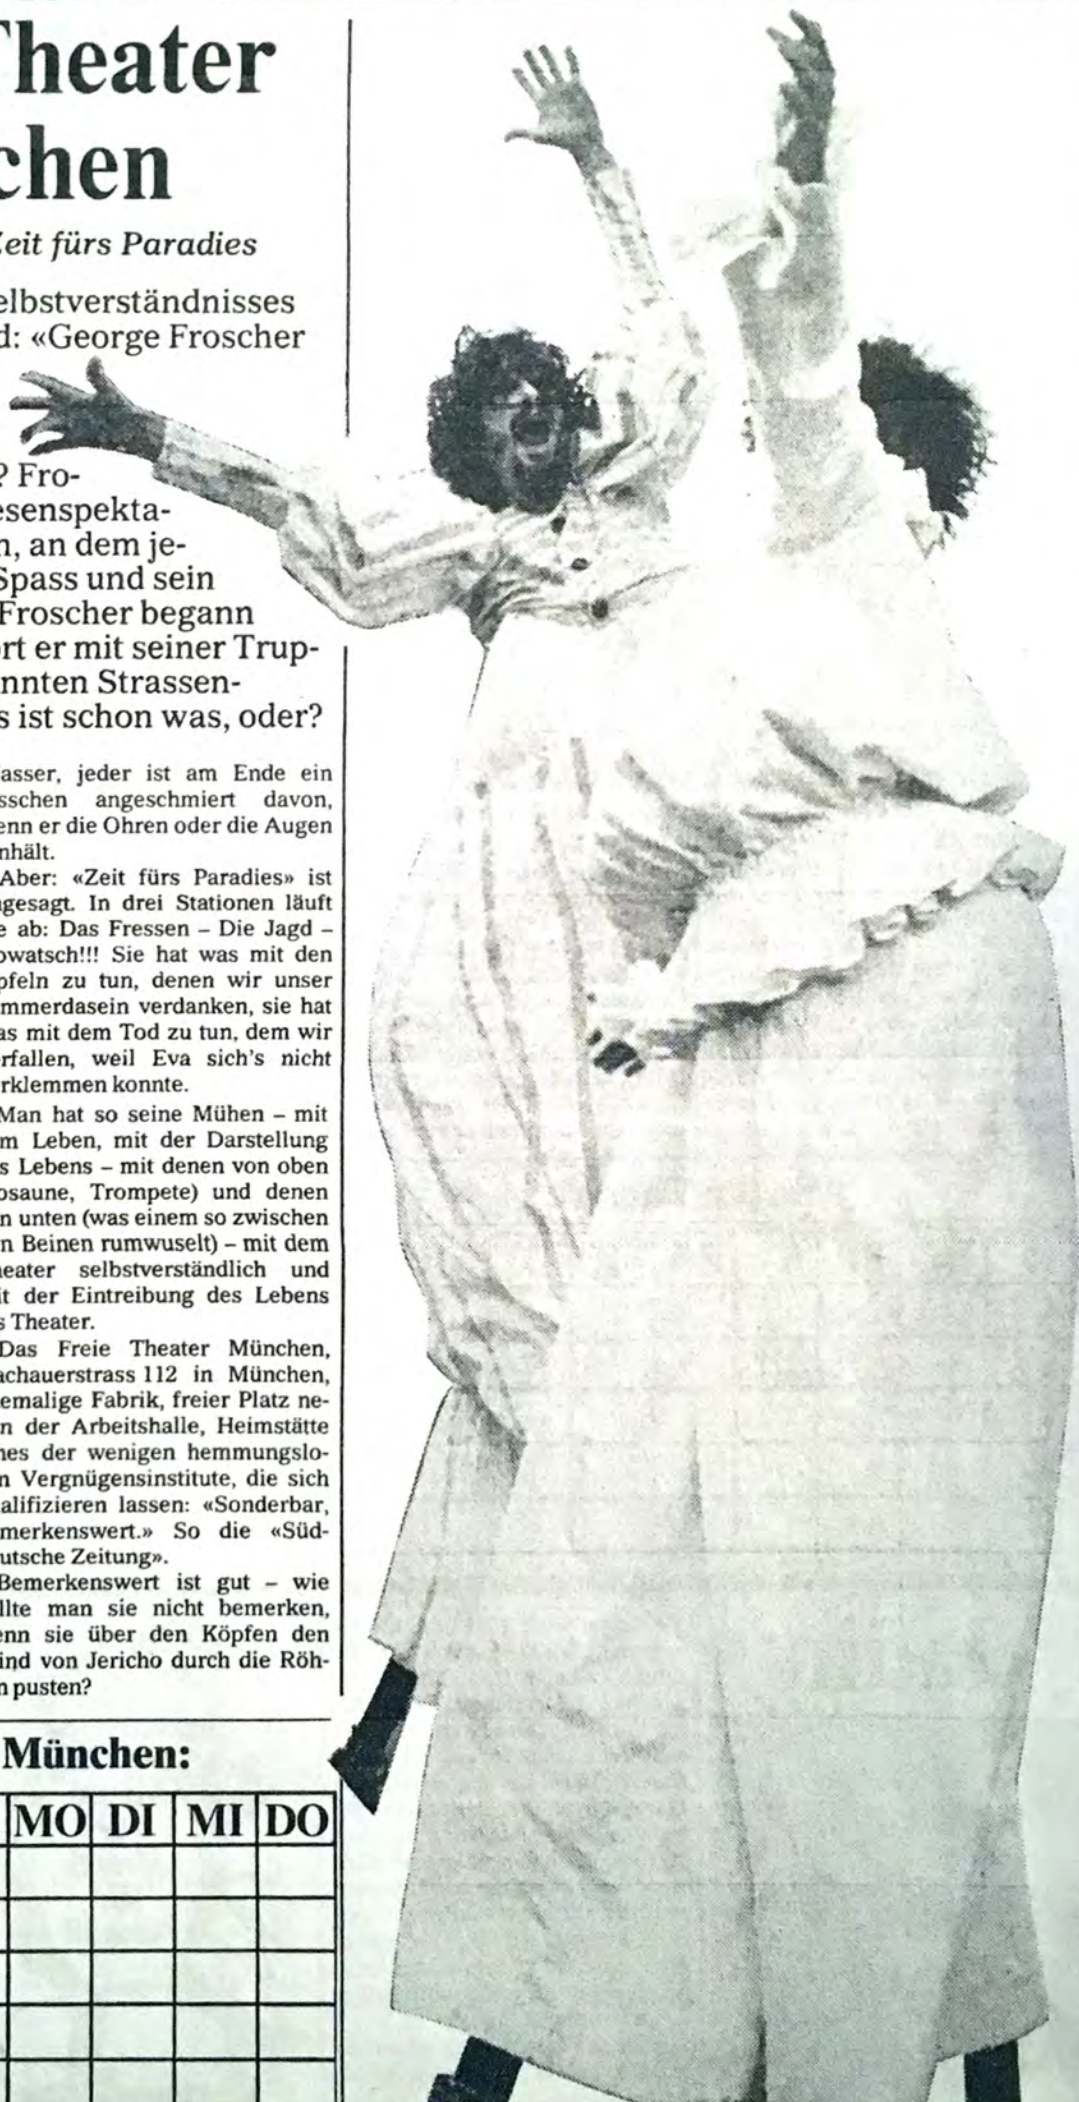 Theater
chen
Zeit fürs Paradies
elbstverständnisses
d: «George Froscher
? Fro-
esenspekta-
n, an dem je-
Spass und sein
Froscher begann
rt er mit seiner Trup-
nnten Strassen-
s ist schon was, oder?
asser, jeder ist am Ende ein
sschen angeschmiert davon,
enn er die Ohren oder die Augen
nhält.
Aber: «Zeit fürs Paradies» ist
gesagt. In drei Stationen läuft
e ab: Das Fressen – Die Jagd –
owatsch!!! Sie hat was mit den
pfeln zu tun, denen wir unser
mmerdasein verdanken, sie hat
as mit dem Tod zu tun, dem wir
rfallen, weil Eva sich's nicht
rklemmen konnte.
Man hat so seine Mühen – mit
m Leben, mit der Darstellung
s Lebens – mit denen von oben
osaune, Trompete) und denen
n unten (was einem so zwischen
n Beinen rumwuselt) – mit dem
heater selbstverständlich und
it der Eintreibung des Lebens
s Theater.
Das Freie Theater München,
achauerstrass 112 in München,
emalige Fabrik, freier Platz ne-
n der Arbeitshalle, Heimstätte
nes der wenigen hemmungslo-
n Vergnügensinstitute, die sich
alifizieren lassen: «Sonderbar,
merkenswert.» So die «Süd-
utsche Zeitung».
Bemerkenswert ist gut – wie
llte man sie nicht bemerken,
enn sie über den Köpfen den
ind von Jericho durch die Röh-
n pusten?
München:
MO DI MI DO